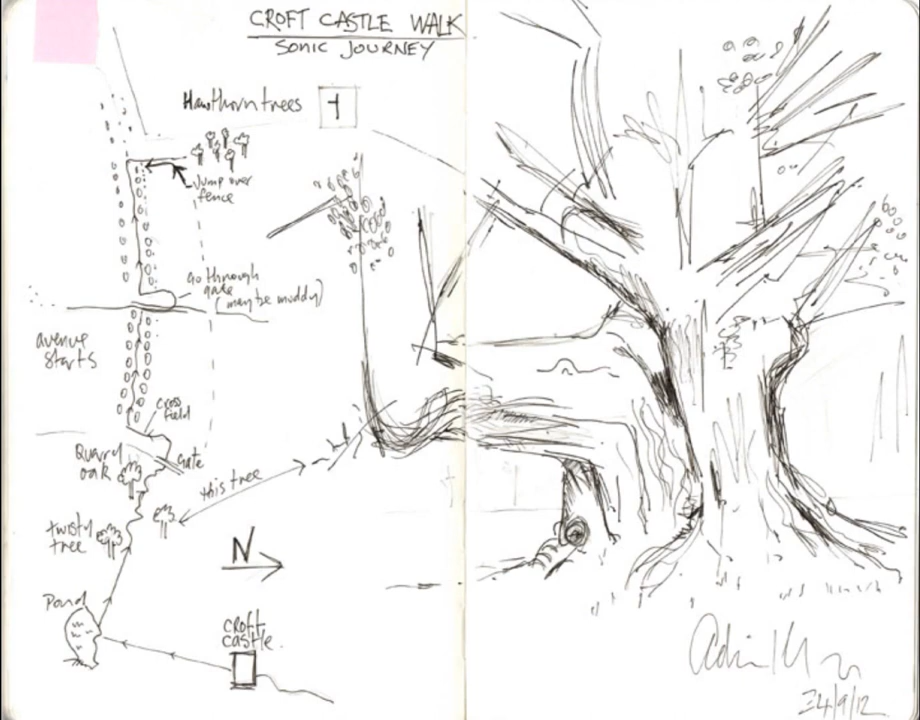 CROFT CASTLE WALK
SONIC JOURNEY
Hawthorn trees
Jump over
fence
Go through
gate
(maybe muddy)
avenue
starts
cross
field
Quarry
oak
Gate
this tree
twisty
tree
N
Pond
Croft
castle.
24/9/12